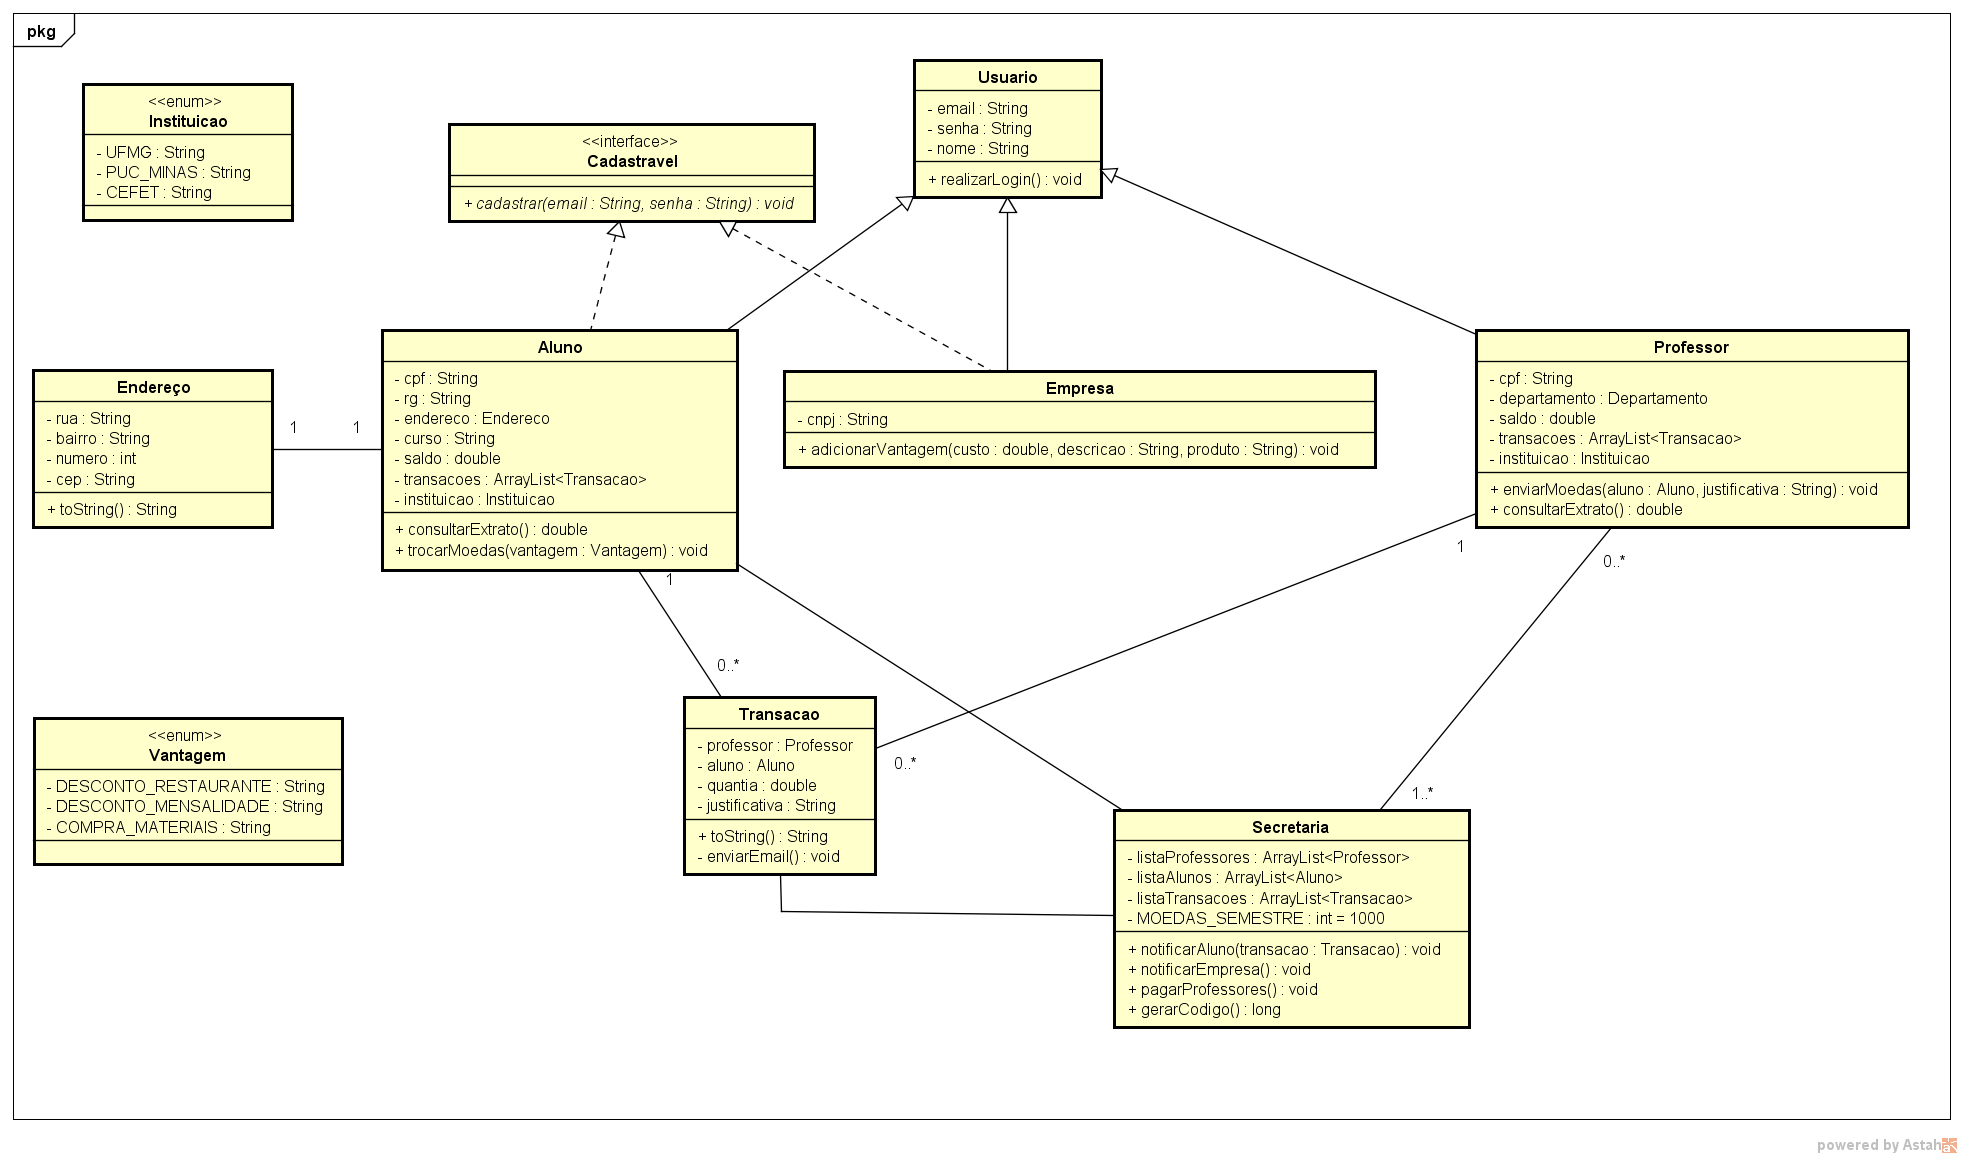 pkg
<<enum>>
Instituicao
- UFMG : String
- PUC_MINAS : String
- CEFET : String
<<interface>>
Cadastravel
+ cadastrar(email : String, senha : String) : void
Usuario
- email : String
- senha : String
- nome : String
+ realizarLogin() : void
Endereço
- rua : String
- bairro : String
- numero : int
- cep : String
+ toString() : String
1
1
Aluno
- cpf : String
- rg : String
- endereco : Endereco
- curso : String
- saldo : double
- transacoes : ArrayList<Transacao>
- instituicao : Instituicao
+ consultarExtrato() : double
+ trocarMoedas(vantagem : Vantagem) : void
Empresa
- cnpj : String
+ adicionarVantagem(custo : double, descricao : String, produto : String) : void
Professor
- cpf : String
- departamento : Departamento
- saldo : double
- transacoes : ArrayList<Transacao>
- instituicao : Instituicao
+ enviarMoedas(aluno : Aluno, justificativa : String) : void
+ consultarExtrato() : double
1
0..*
1
0..*
0..*
1..*
<<enum>>
Vantagem
- DESCONTO_RESTAURANTE : String
- DESCONTO_MENSALIDADE : String
- COMPRA_MATERIAIS : String
Transacao
- professor : Professor
- aluno : Aluno
- quantia : double
- justificativa : String
+ toString() : String
- enviarEmail() : void
Secretaria
- listaProfessores : ArrayList<Professor>
- listaAlunos : ArrayList<Aluno>
- listaTransacoes : ArrayList<Transacao>
- MOEDAS_SEMESTRE : int = 1000
+ notificarAluno(transacao : Transacao) : void
+ notificarEmpresa() : void
+ pagarProfessores() : void
+ gerarCodigo() : long
powered by Astah